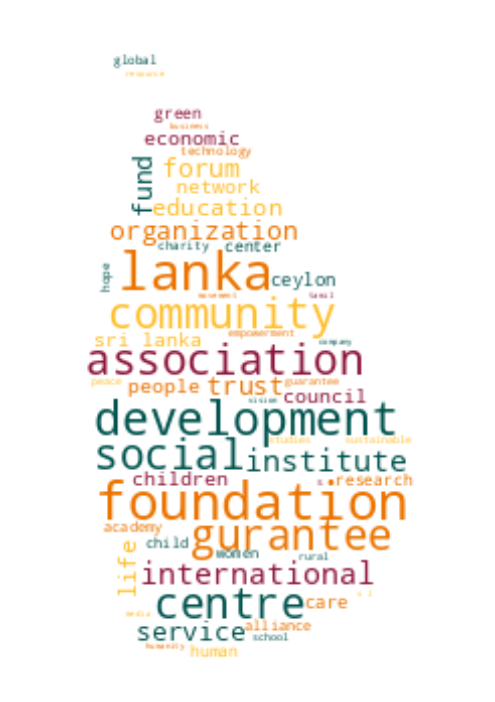 global
resource
green
business
economic
technology
fund
forum
network
education
organization
charity center
hope
lanka
ceylon
movement
tamil
community
empowerment
sri lanka
company
association
peace
people trust guarantee
vision
council
development
studies
sustainable
social institute
children
research
foundation
academy
gurantee
child
women
rural
life
international
centre
care
media
service alliance
school
humanity
human